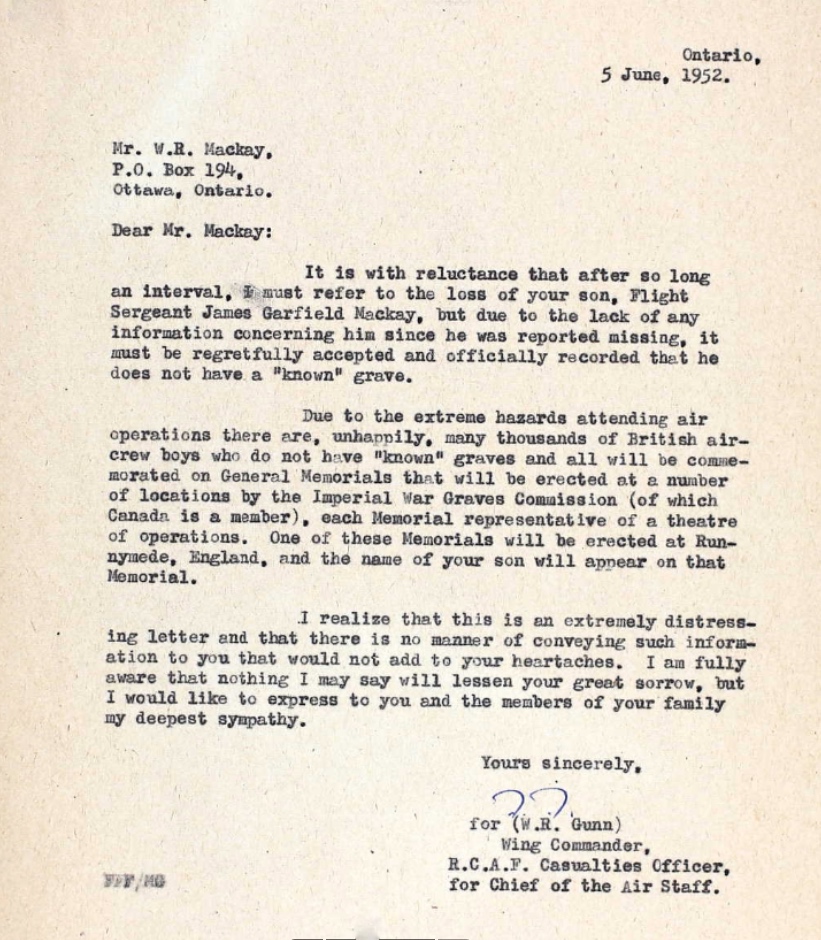 Ontario,
5 June, 1952.
Mr. W.R. Mackay,
P.O. Box 194,
Ottawa, Ontario.
Dear Mr. Mackay:
It is with reluctance that after so long
an interval, I must refer to the loss of your son, Flight
Sergeant James Garfield Mackay, but due to the lack of any
information concerning him since he was reported missing, it
must be regretfully accepted and officially recorded that he
does not have a "known" grave.
Due to the extreme hazards attending air
operations there are, unhappily, many thousands of British air-
crew boys who do not have "known" graves and all will be comme-
morated on General Memorials that will be erected at a number
of locations by the Imperial War Graves Commission (of which
Canada is a member), each Memorial representative of a theatre
of operations. One of these Memorials will be erected at Run-
nymede, England, and the name of your son will appear on that
Memorial.
I realize that this is an extremely distress-
ing letter and that there is no manner of conveying such inform-
ation to you that would not add to your heartaches. I am fully
aware that nothing I may say will lessen your great sorrow, but
I would like to express to you and the members of your family
my deepest sympathy.
Yours sincerely,
for (W.R. Gunn)
Wing Commander,
R.C.A.F. Casualties Officer,
for Chief of the Air Staff.